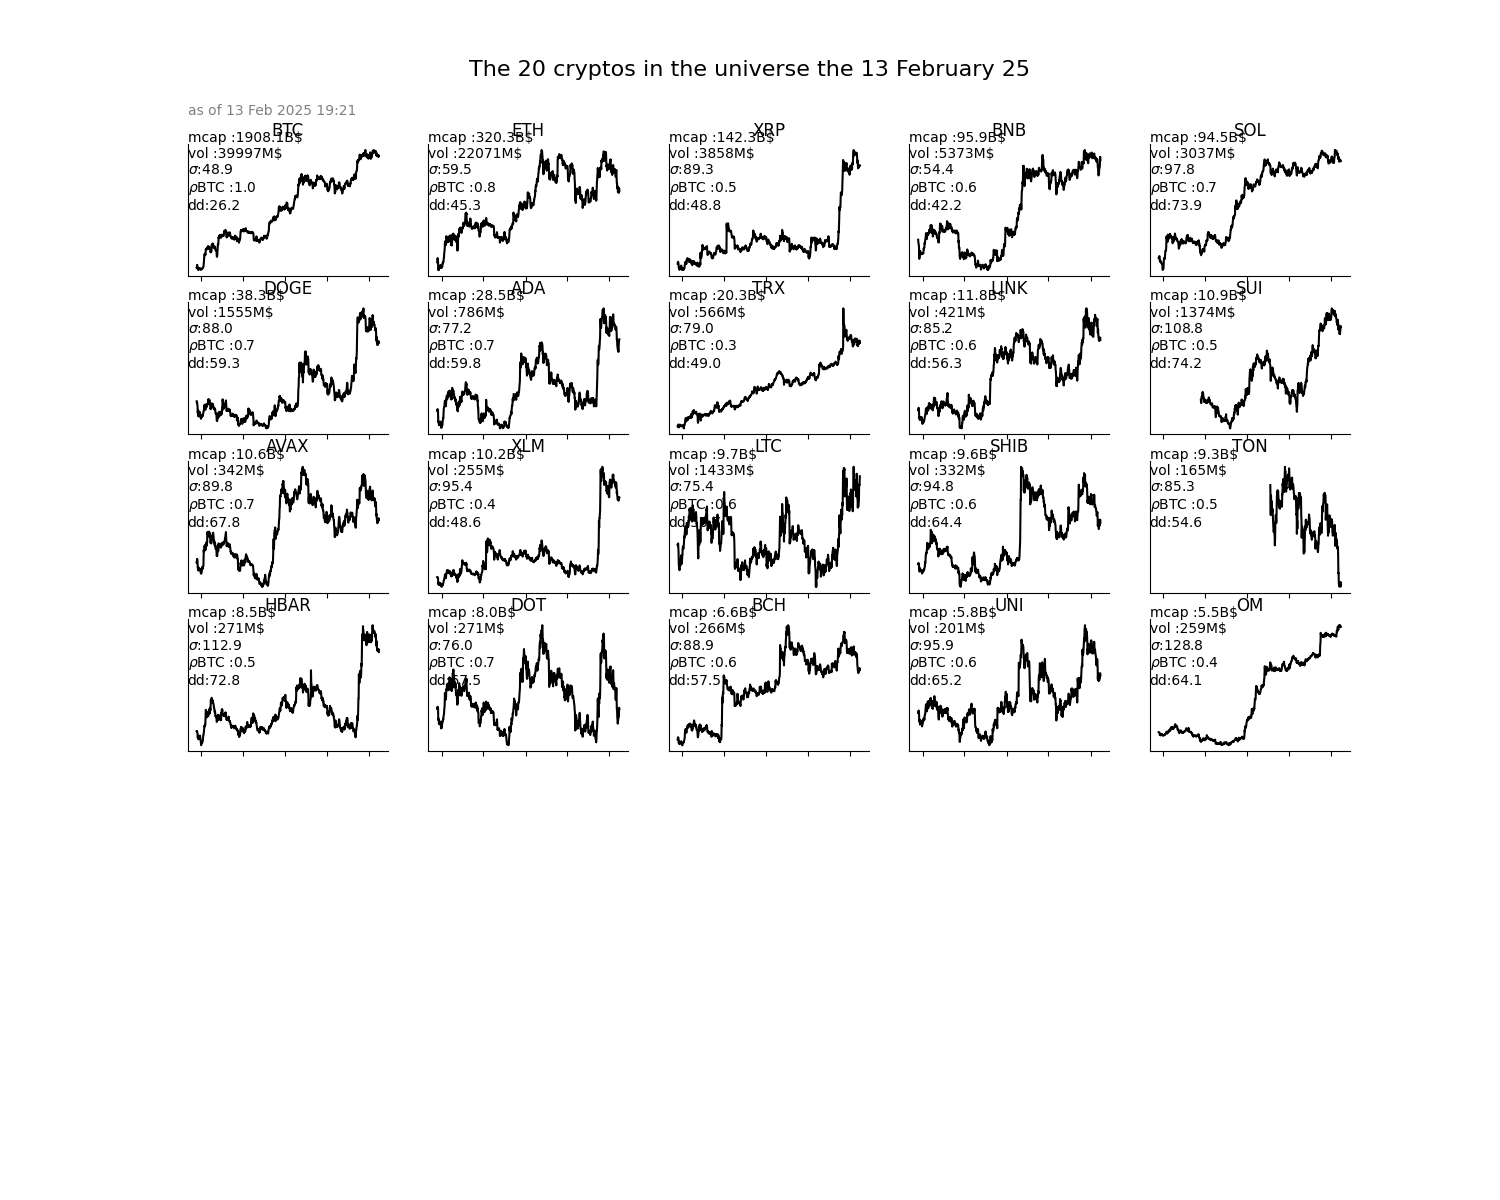 The 20 cryptos in the universe the 13 February 25
as of 13 Feb 2025 19:21
BTC
mcap :1908.1B$
vol :39997M$
σ:48.9
ρBTC :1.0
dd:26.2
ETH
mcap :320.3B$
vol :22071M$
σ:59.5
ρBTC :0.8
dd:45.3
XRP
mcap :142.3B$
vol :3858M$
σ:89.3
ρBTC :0.5
dd:48.8
BNB
mcap :95.9B$
vol :5373M$
σ:54.4
ρBTC :0.6
dd:42.2
SOL
mcap :94.5B$
vol :3037M$
σ:97.8
ρBTC :0.7
dd:73.9
DOGE
mcap :38.3B$
vol :1555M$
σ:88.0
ρBTC :0.7
dd:59.3
ADA
mcap :28.5B$
vol :786M$
σ:77.2
ρBTC :0.7
dd:59.8
TRX
mcap :20.3B$
vol :566M$
σ:79.0
ρBTC :0.3
dd:49.0
LINK
mcap :11.8B$
vol :421M$
σ:85.2
ρBTC :0.6
dd:56.3
SUI
mcap :10.9B$
vol :1374M$
σ:108.8
ρBTC :0.5
dd:74.2
AVAX
mcap :10.6B$
vol :342M$
σ:89.8
ρBTC :0.7
dd:67.8
XLM
mcap :10.2B$
vol :255M$
σ:95.4
ρBTC :0.4
dd:48.6
LTC
mcap :9.7B$
vol :1433M$
σ:75.4
ρBTC :0.6
SHIB
mcap :9.6B$
vol :332M$
σ:94.8
ρBTC :0.6
dd:64.4
TON
mcap :9.3B$
vol :165M$
σ:85.3
ρBTC :0.5
dd:54.6
HBAR
mcap :8.5B$
vol :271M$
σ:112.9
ρBTC :0.5
dd:72.8
DOT
mcap :8.0B$
vol :271M$
σ:76.0
ρBTC :0.7
dd:67.5
BCH
mcap :6.6B$
vol :266M$
σ:88.9
ρBTC :0.6
dd:57.5
UNI
mcap :5.8B$
vol :201M$
σ:95.9
ρBTC :0.6
dd:65.2
OM
mcap :5.5B$
vol :259M$
σ:128.8
ρBTC :0.4
dd:64.1